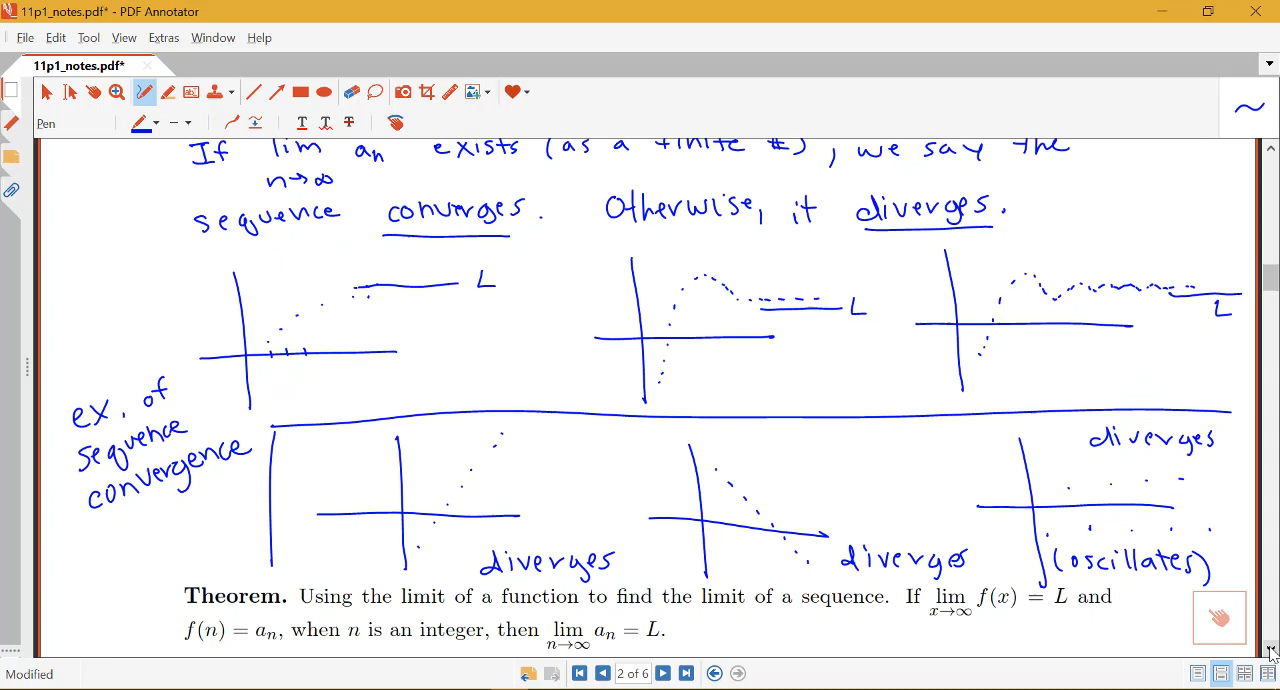 11p1_notes.pdf* - PDF Annotator
File Edit Tool View Extras Window Help
11p1_notes.pdf*
Pen
If lim an exists (as a finite #), we say the
n→∞
sequence converges. Otherwise, it diverges.
L
L
L
ex. of
sequence
convergence
diverges
diverges
diverges
(oscillates)
Theorem. Using the limit of a function to find the limit of a sequence. If lim f(x) = L and
x→∞
f(n) = aₙ, when n is an integer, then lim aₙ = L.
n→∞
Modified
2 of 6